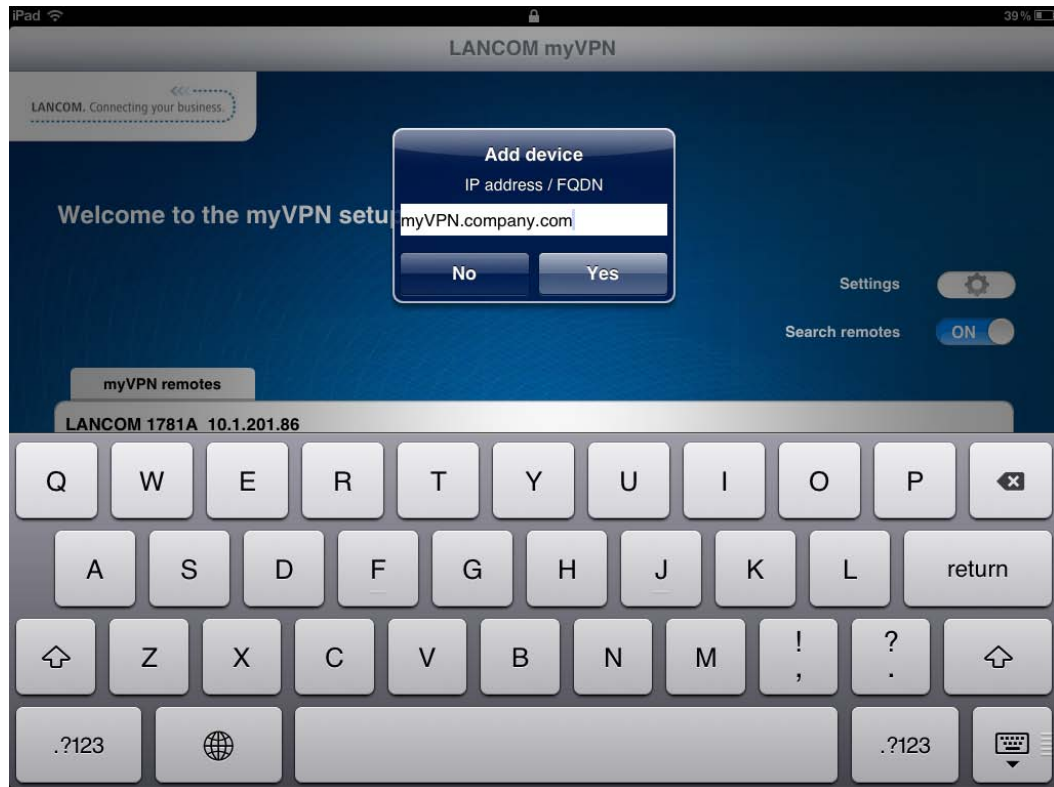 iPad
39 %
LANCOM myVPN
LANCOM. Connecting your business.
Add device
IP address / FQDN
myVPN.company.com
No
Yes
Welcome to the myVPN setu
Settings
Search remotes
ON
myVPN remotes
LANCOM 1781A 10.1.201.86
Q W E R T Y U I O P
A S D F G H J K L return
Z X C V B N M ! , ? .
.?123
.?123